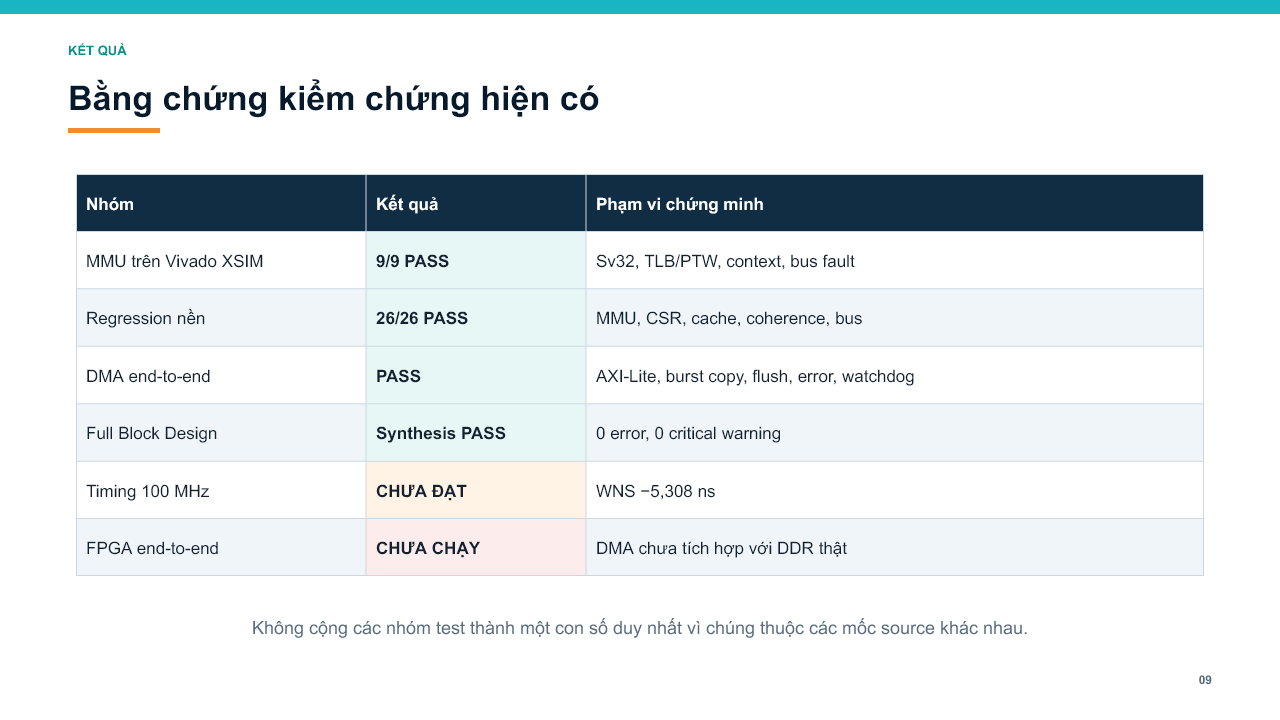 KẾT QUẢ
Bằng chứng kiểm chứng hiện có
Nhóm Kết quả Phạm vi chứng minh
MMU trên Vivado XSIM 9/9 PASS Sv32, TLB/PTW, context, bus fault
Regression nền 26/26 PASS MMU, CSR, cache, coherence, bus
DMA end-to-end PASS AXI-Lite, burst copy, flush, error, watchdog
Full Block Design Synthesis PASS 0 error, 0 critical warning
Timing 100 MHz CHƯA ĐẠT WNS −5,308 ns
FPGA end-to-end CHƯA CHẠY DMA chưa tích hợp với DDR thật
Không cộng các nhóm test thành một con số duy nhất vì chúng thuộc các mốc source khác nhau.
09